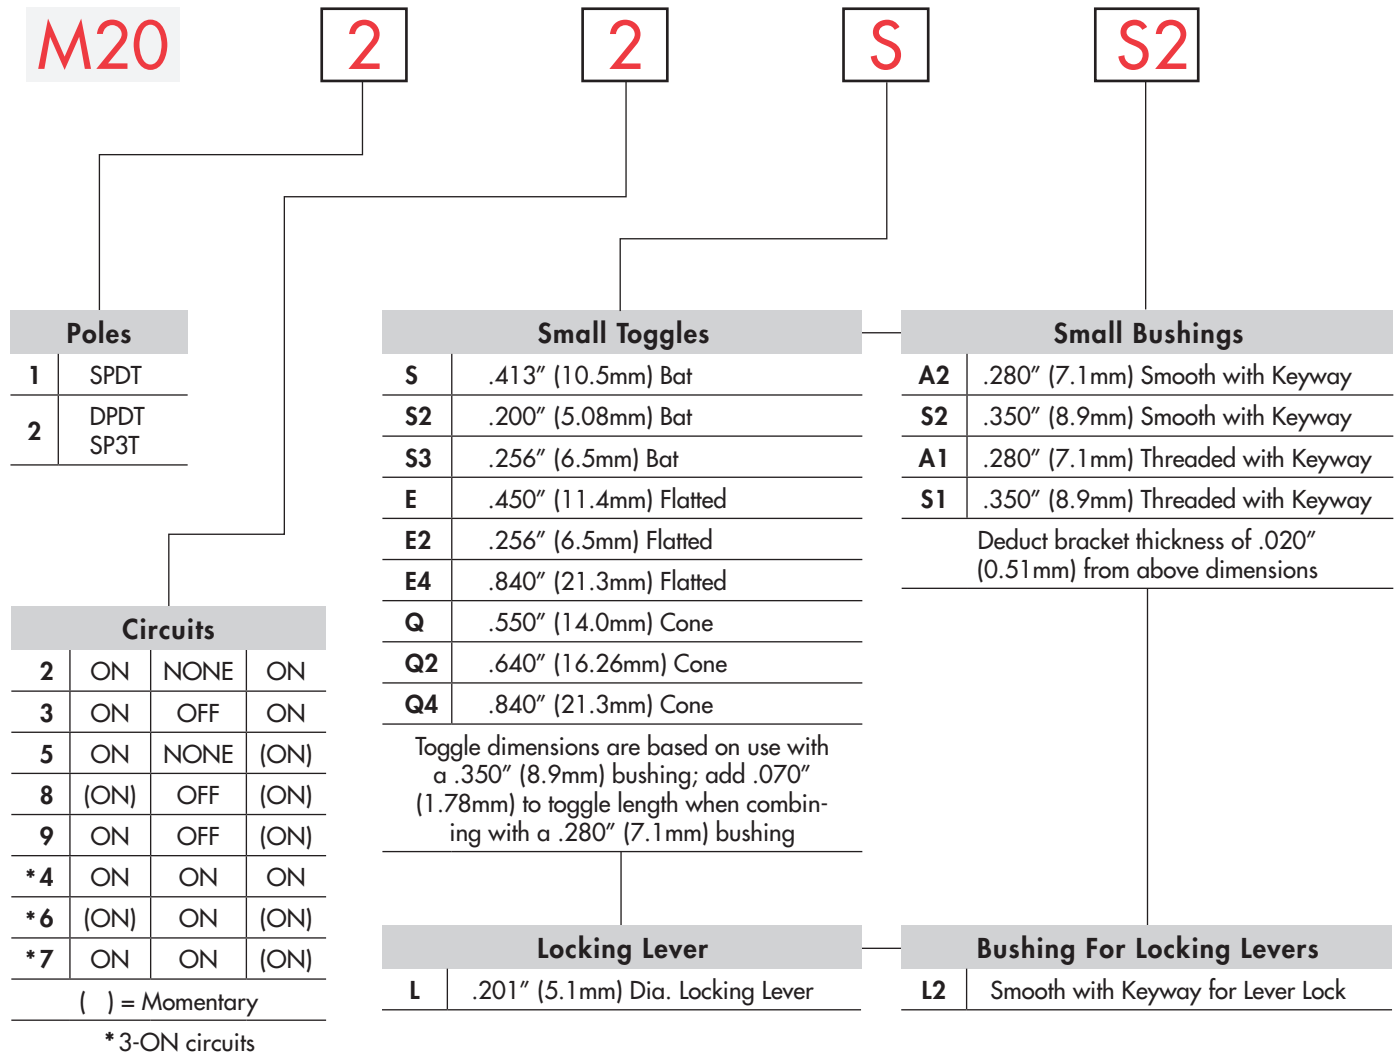 M20 2 2 S S2
Poles
1 SPDT
2 DPDT
SP3T
Circuits
2 ON NONE ON
3 ON OFF ON
5 ON NONE (ON)
8 (ON) OFF (ON)
9 ON OFF (ON)
*4 ON ON ON
*6 (ON) ON (ON)
*7 ON ON (ON)
( ) = Momentary
*3-ON circuits
Small Toggles
S .413" (10.5mm) Bat
S2 .200" (5.08mm) Bat
S3 .256" (6.5mm) Bat
E .450" (11.4mm) Flatted
E2 .256" (6.5mm) Flatted
E4 .840" (21.3mm) Flatted
Q .550" (14.0mm) Cone
Q2 .640" (16.26mm) Cone
Q4 .840" (21.3mm) Cone
Toggle dimensions are based on use with
a .350" (8.9mm) bushing; add .070"
(1.78mm) to toggle length when combin-
ing with a .280" (7.1mm) bushing
Locking Lever
L .201" (5.1mm) Dia. Locking Lever
Small Bushings
A2 .280" (7.1mm) Smooth with Keyway
S2 .350" (8.9mm) Smooth with Keyway
A1 .280" (7.1mm) Threaded with Keyway
S1 .350" (8.9mm) Threaded with Keyway
Deduct bracket thickness of .020"
(0.51mm) from above dimensions
Bushing For Locking Levers
L2 Smooth with Keyway for Lever Lock